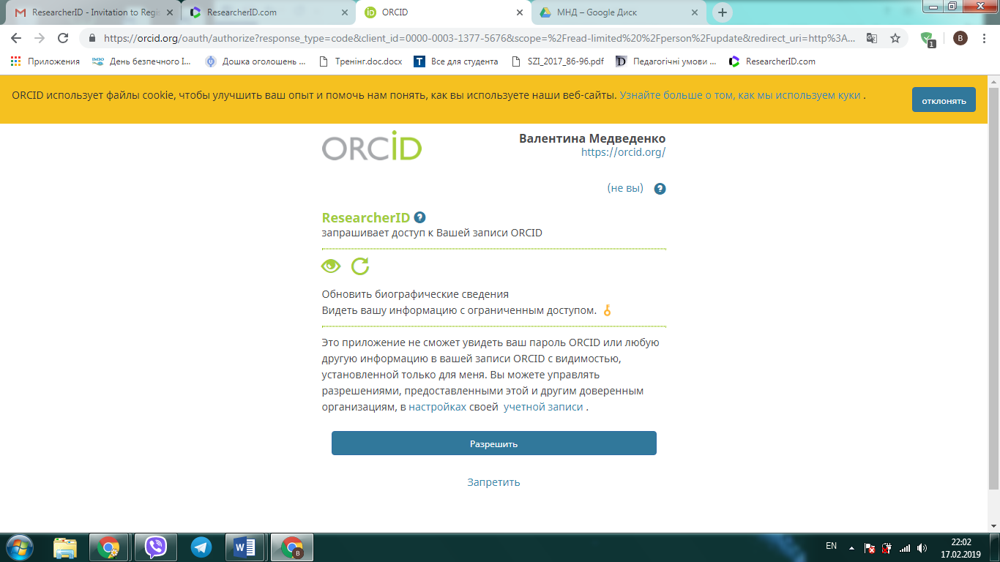 ResearcherID - Invitation to Regis
ResearcherID.com
ORCID
МНД – Google Диск
https://orcid.org/oauth/authorize?response_type=code&client_id=0000-0003-1377-5676&scope=%2Fread-limited%20%2Fperson%2Fupdate&redirect_uri=http%3A...
1
В
Приложения
ІМЗО
День безпечного І...
Дошка оголошень ...
Тренінг.doc.docx
T
Все для студента
SZI_2017_86-96.pdf
D
Педагогічні умови ...
ResearcherID.com
ORCID использует файлы cookie, чтобы улучшить ваш опыт и помочь нам понять, как вы используете наши веб-сайты. Узнайте больше о том, как мы используем куки .
отклонять
ORCID
Валентина Медведенко
https://orcid.org/
(не вы) ?
ResearcherID ?
запрашивает доступ к Вашей записи ORCID
Обновить биографические сведения
Видеть вашу информацию с ограниченным доступом.
Это приложение не сможет увидеть ваш пароль ORCID или любую
другую информацию в вашей записи ORCID с видимостью,
установленной только для меня. Вы можете управлять
разрешениями, предоставленными этой и другим доверенным
организациям, в настройках своей учетной записи .
Разрешить
Запретить
W
В
EN
22:02
17.02.2019